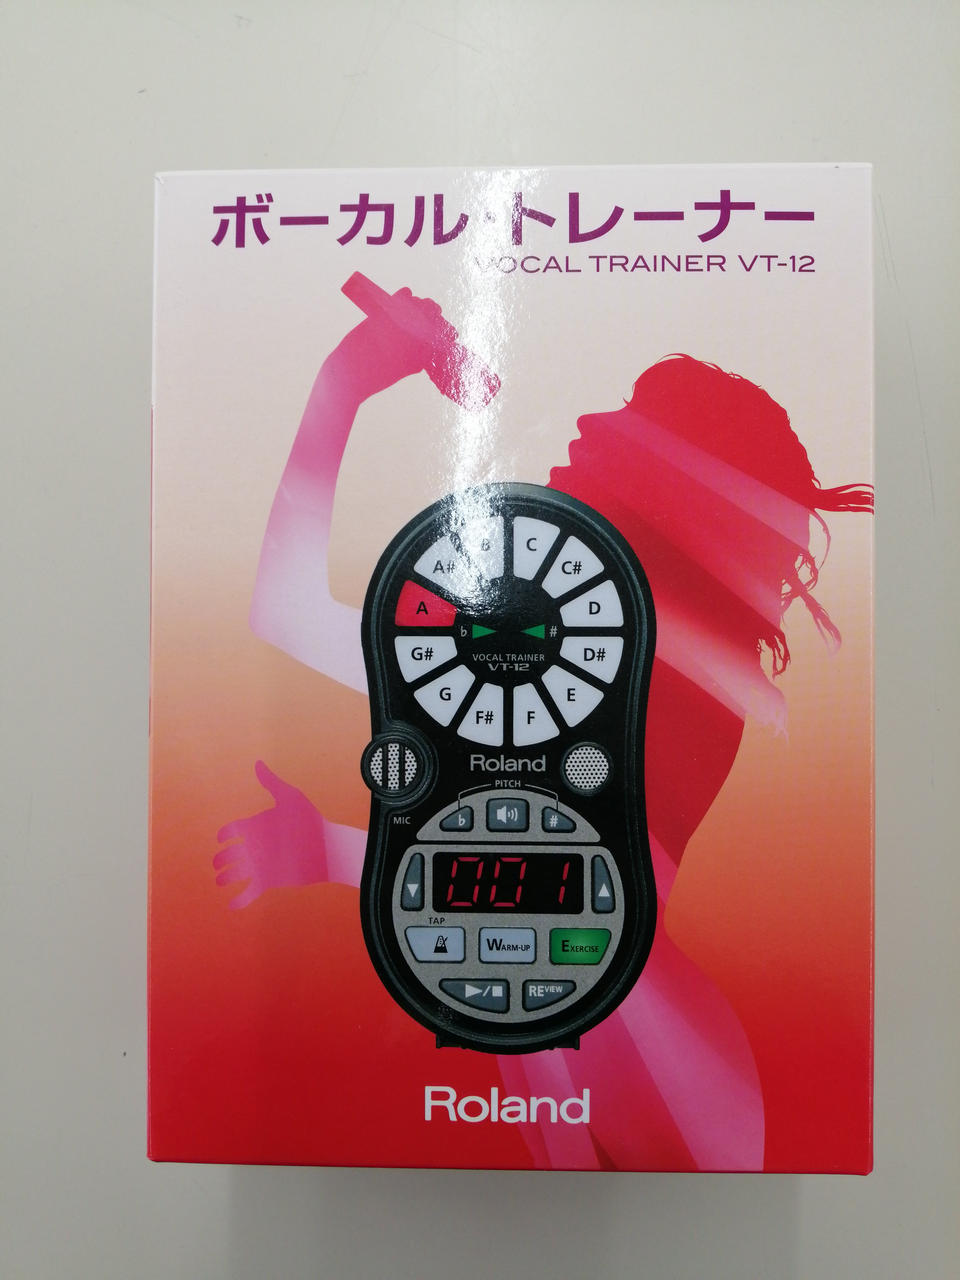 ボーカル・トレーナー
VOCAL TRAINER VT-12
B
C
A#
C#
A
D
b
#
G#
D#
VOCAL TRAINER
VT-12
G
E
F#
F
Roland
PITCH
MIC
b
#
001
TAP
WARM-UP
EXERCISE
REVIEW
Roland